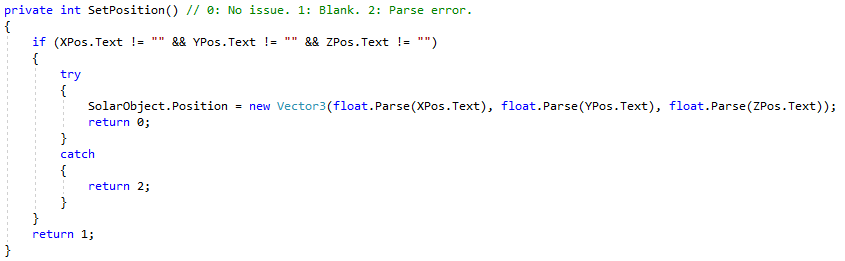 private int SetPosition() // 0: No issue. 1: Blank. 2: Parse error.
{
    if (XPos.Text != "" && YPos.Text != "" && ZPos.Text != "")
    {
        try
        {
            SolarObject.Position = new Vector3(float.Parse(XPos.Text), float.Parse(YPos.Text), float.Parse(ZPos.Text));
            return 0;
        }
        catch
        {
            return 2;
        }
    }
    return 1;
}